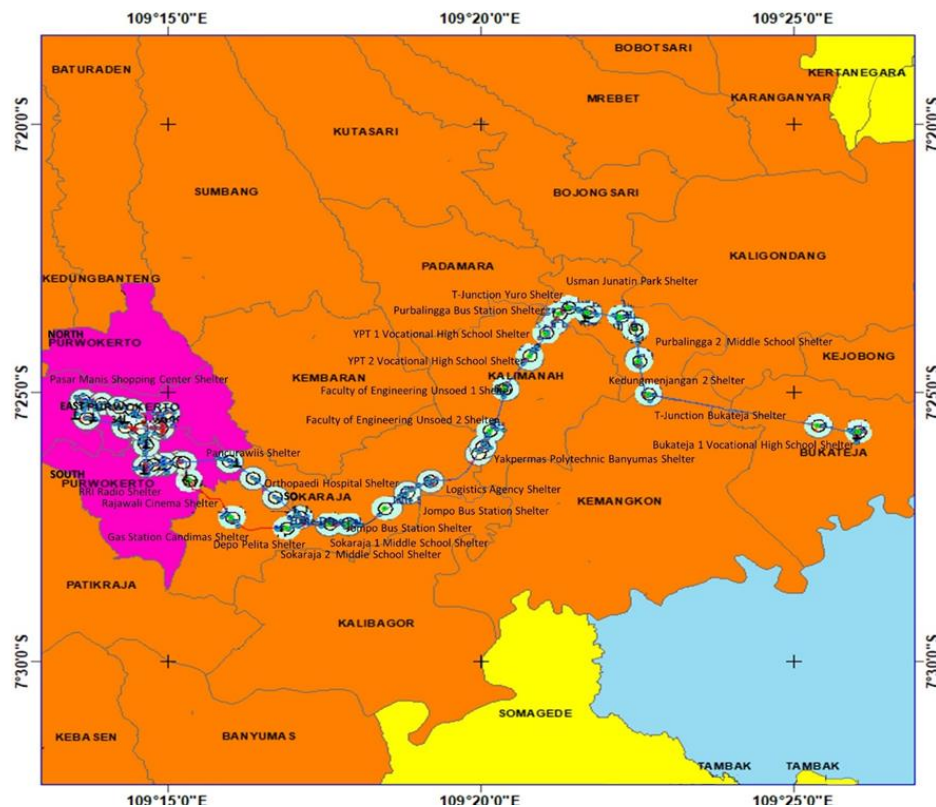 109°15'0"E
109°20'0"E
109°25'0"E
BOBOTSARI
BATURADEN
KERTANEGARA
MREBET
KARANGANYAR
7°20'0"S
7°20'0"S
KUTASARI
SUMBANG
BOJONGSARI
KALIGONDANG
PADAMARA
KEDUNGBANTENG
Usman Junatin Park Shelter
T-Junction Yuro Shelter
Purbalingga Bus Station Shelter
NORTH
PURWOKERTO
YPT 1 Vocational High School Shelter
Purbalingga 2 Middle School Shelter
YPT 2 Vocational High School Shelter
KEJOBONG
Pasar Manis Shopping Center Shelter
KEMBARAN
KALIMANAH
Kedungmenjangan 2 Shelter
7°25'0"S
7°25'0"S
Faculty of Engineering Unsoed 1 Shelter
EAST PURWOKERTO
T-Junction Bukateja Shelter
Faculty of Engineering Unsoed 2 Shelter
Bukateja 1 Vocational High School Shelter
BUKATEJA
Pancurawiis Shelter
Yakpermas Polytechnic Banyumas Shelter
SOUTH
PURWOKERTO
Orthopaedi Hospital Shelter
RRI Radio Shelter
SOKARAJA
Logistics Agency Shelter
KEMANGKON
Rajawali Cinema Shelter
Jompo Bus Station Shelter
Jompo Bus Station Shelter
Gas Station Candimas Shelter
Depo Pelita Shelter
Sokaraja 1 Middle School Shelter
Sokaraja 2 Middle School Shelter
PATIKRAJA
KALIBAGOR
7°30'0"S
7°30'0"S
SOMAGEDE
KEBASEN
BANYUMAS
TAMBAK
TAMBAK
109°15'0"E
109°20'0"E
109°25'0"E